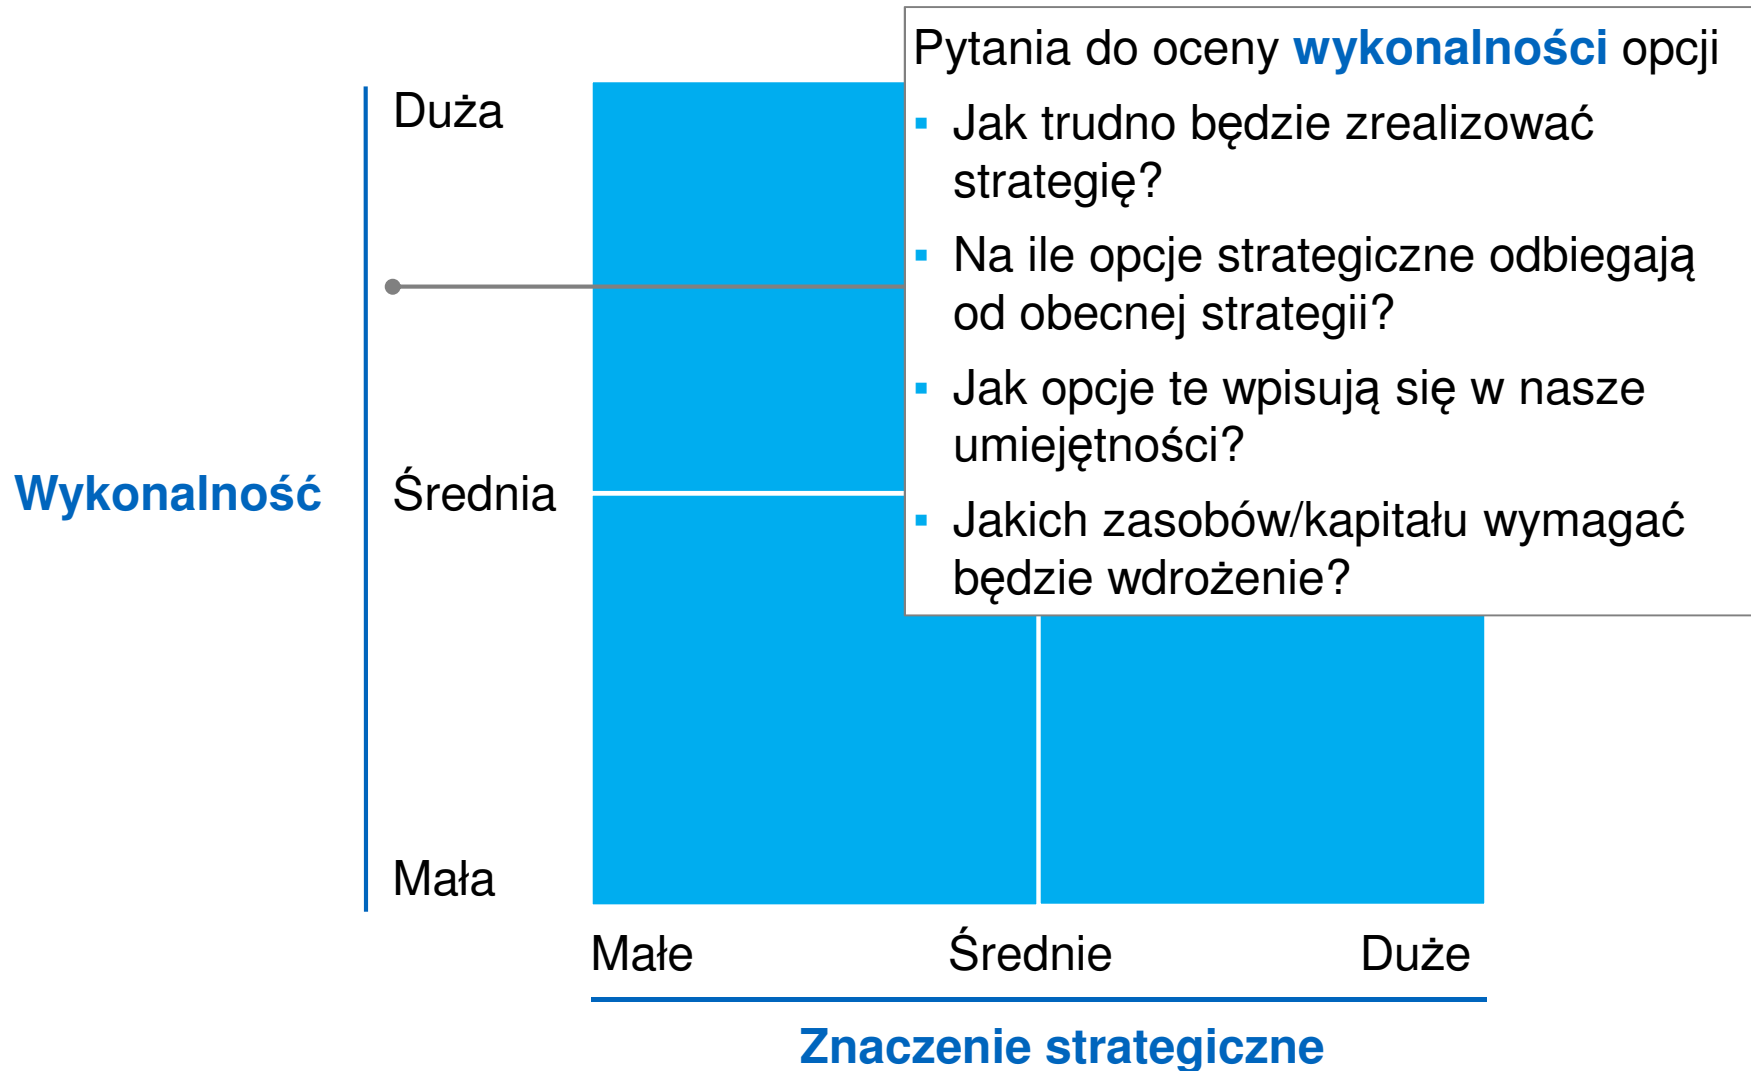 Pytania do oceny wykonalności opcji
▪ Jak trudno będzie zrealizować
strategię?
▪ Na ile opcje strategiczne odbiegają
od obecnej strategii?
▪ Jak opcje te wpisują się w nasze
umiejętności?
▪ Jakich zasobów/kapitału wymagać
będzie wdrożenie?
Duża
Wykonalność
Średnia
Mała
Małe
Średnie
Duże
Znaczenie strategiczne